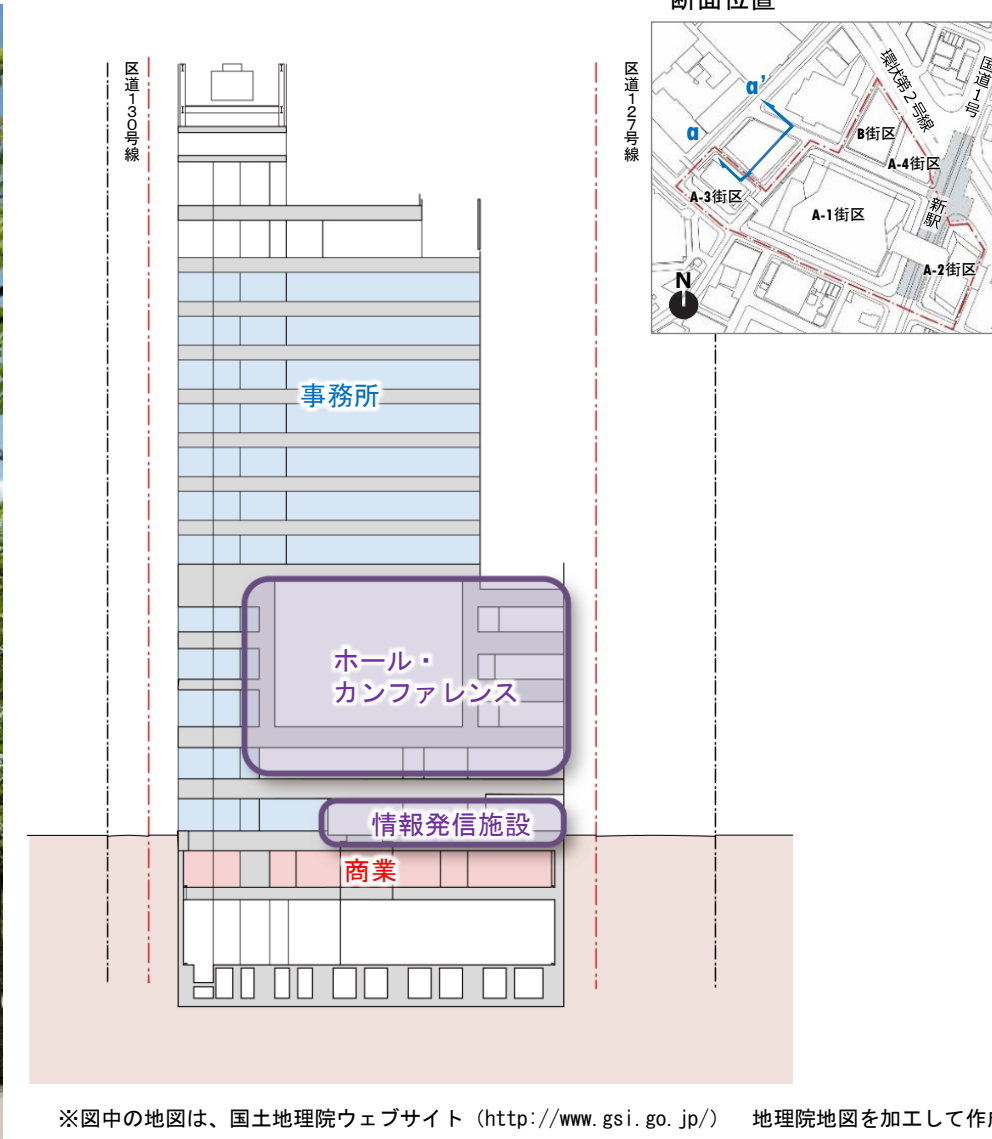 断面位置
区道130号線
区道127号線
a'
a
環状第2号線
国道1号
B街区
A-4街区
A-3街区
A-1街区
新駅
A-2街区
N
事務所
ホール・
カンファレンス
情報発信施設
商業
※図中の地図は、国土地理院ウェブサイト（http://www.gsi.go.jp/） 地理院地図を加工して作